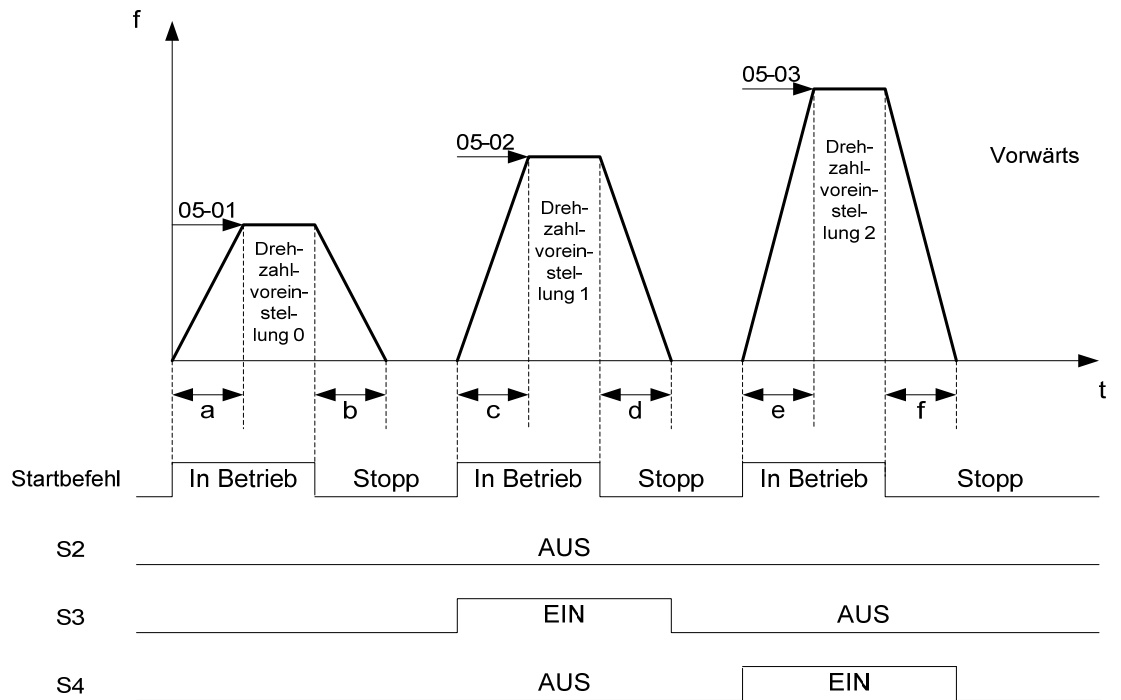 f
05-03
05-02
Vorwärts
05-01
Dreh-
zahl-
vorein-
stel-
lung 0
Dreh-
zahl-
vorein-
stel-
lung 1
Dreh-
zahl-
vorein-
stel-
lung 2
t
a
b
c
d
e
f
Startbefehl
In Betrieb
Stopp
In Betrieb
Stopp
In Betrieb
Stopp
S2
AUS
S3
EIN
AUS
S4
AUS
EIN